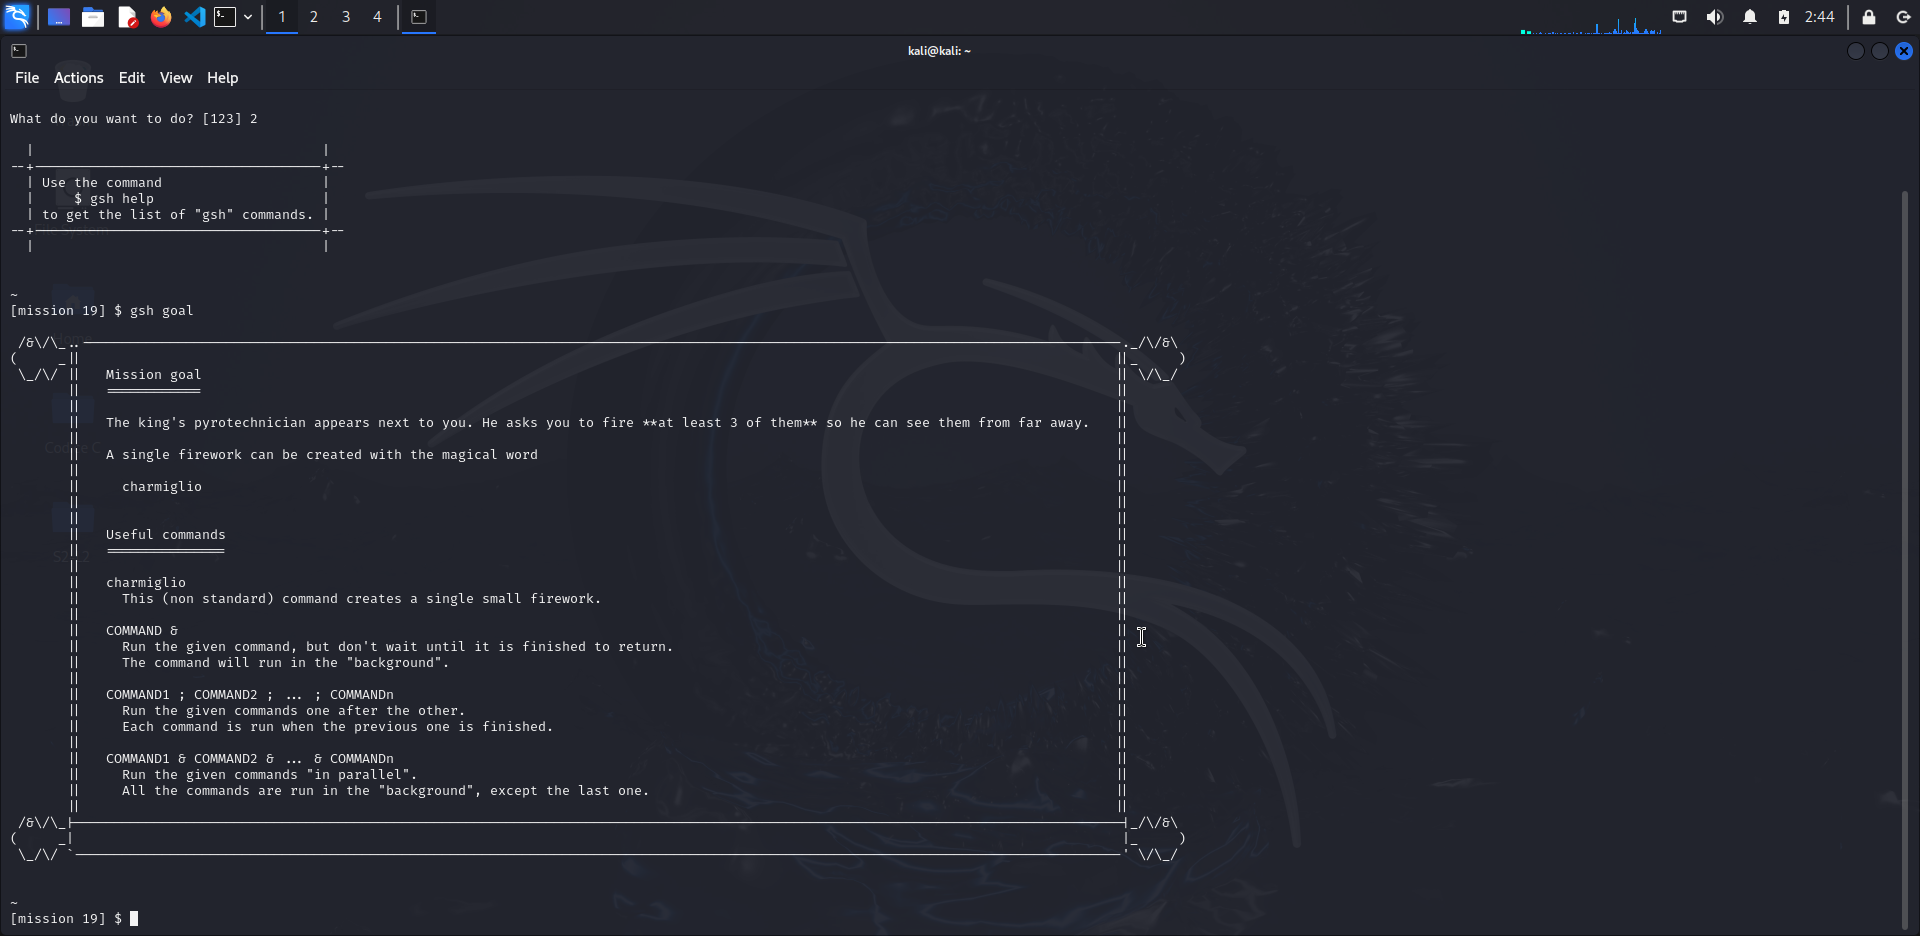 1 2 3 4 2:44
kali@kali: ~
File Actions Edit View Help
What do you want to do? [123] 2
Use the command
$ gsh help
to get the list of "gsh" commands.
~
[mission 19] $ gsh goal
Mission goal
============
The king's pyrotechnician appears next to you. He asks you to fire **at least 3 of them** so he can see them from far away.
A single firework can be created with the magical word
charmiglio
Useful commands
===============
charmiglio
This (non standard) command creates a single small firework.
COMMAND &
Run the given command, but don't wait until it is finished to return.
The command will run in the "background".
COMMAND1 ; COMMAND2 ; ... ; COMMANDn
Run the given commands one after the other.
Each command is run when the previous one is finished.
COMMAND1 & COMMAND2 & ... & COMMANDn
Run the given commands "in parallel".
All the commands are run in the "background", except the last one.
~
[mission 19] $